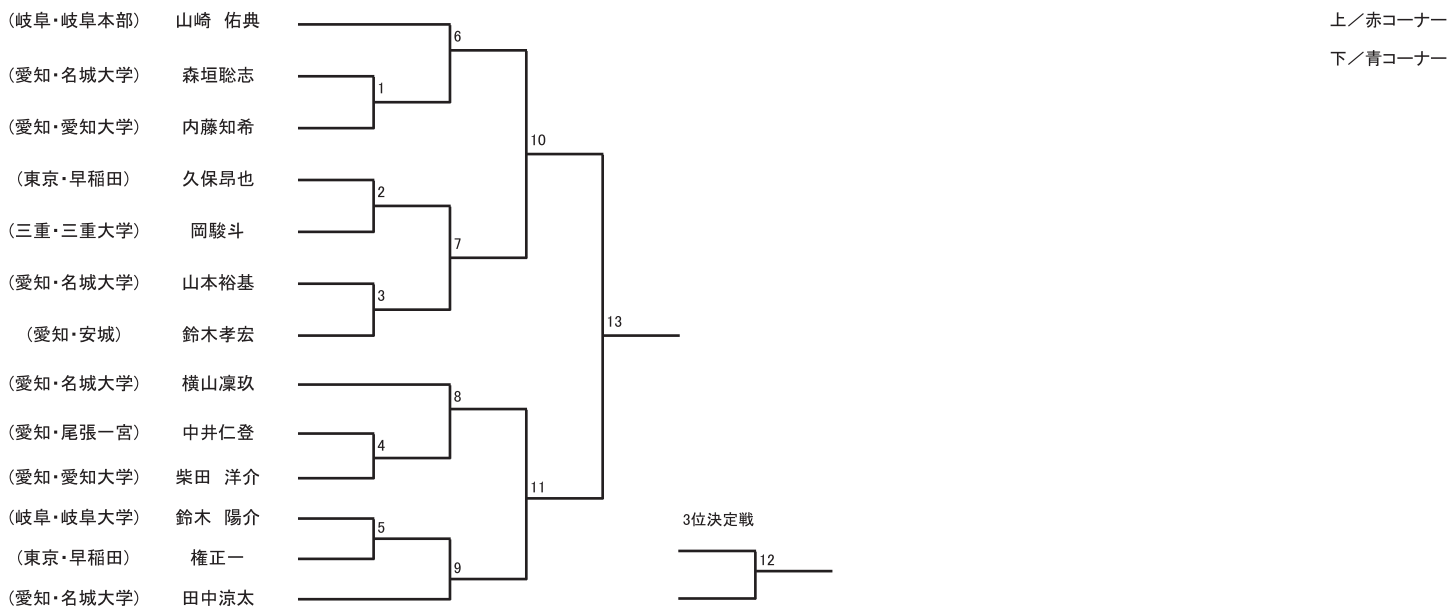 (岐阜・岐阜本部) 山崎 佑典
上／赤コーナー
6
下／青コーナー
(愛知・名城大学) 森垣聡志
1
(愛知・愛知大学) 内藤知希
10
(東京・早稲田) 久保昂也
2
(三重・三重大学) 岡駿斗
7
(愛知・名城大学) 山本裕基
3
13
(愛知・安城) 鈴木孝宏
(愛知・名城大学) 横山凜玖
8
(愛知・尾張一宮) 中井仁登
4
(愛知・愛知大学) 柴田 洋介
11
(岐阜・岐阜大学) 鈴木 陽介
3位決定戦
5
(東京・早稲田) 権正一
12
9
(愛知・名城大学) 田中涼太